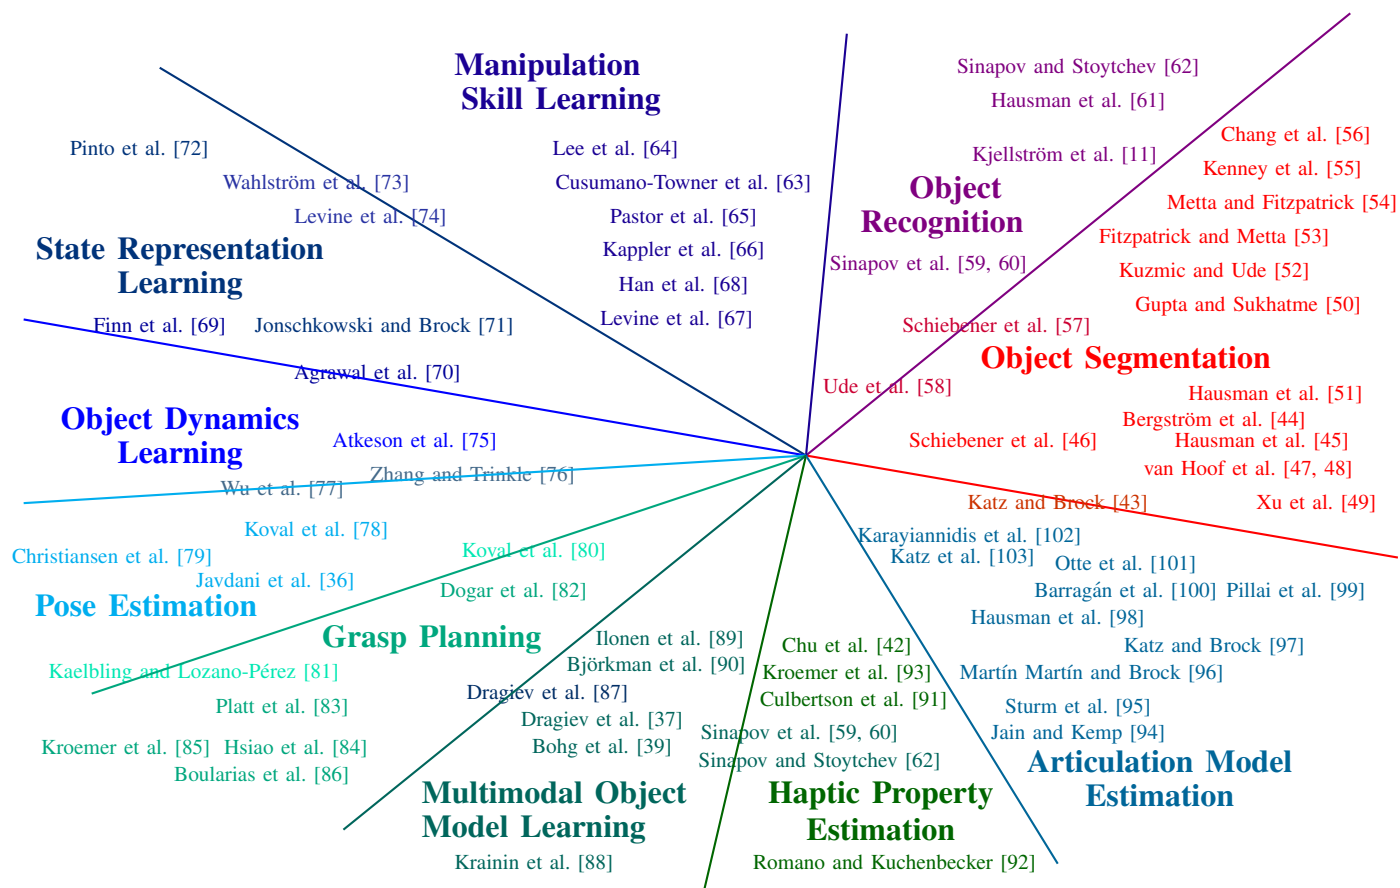 Manipulation
Skill Learning
Lee et al. [64]
Cusumano-Towner et al. [63]
Pastor et al. [65]
Kappler et al. [66]
Han et al. [68]
Levine et al. [67]
Sinapov and Stoytchev [62]
Hausman et al. [61]
Kjellström et al. [11]
Object
Recognition
Sinapov et al. [59, 60]
Chang et al. [56]
Kenney et al. [55]
Metta and Fitzpatrick [54]
Fitzpatrick and Metta [53]
Kuzmic and Ude [52]
Gupta and Sukhatme [50]
Schiebener et al. [57]
Object Segmentation
Ude et al. [58]
Hausman et al. [51]
Bergström et al. [44]
Schiebener et al. [46]
Hausman et al. [45]
van Hoof et al. [47, 48]
Katz and Brock [43]
Xu et al. [49]
Pinto et al. [72]
Wahlström et al. [73]
Levine et al. [74]
State Representation
Learning
Finn et al. [69]
Jonschkowski and Brock [71]
Agrawal et al. [70]
Object Dynamics
Learning
Atkeson et al. [75]
Zhang and Trinkle [76]
Wu et al. [77]
Koval et al. [78]
Christiansen et al. [79]
Javdani et al. [36]
Pose Estimation
Koval et al. [80]
Dogar et al. [82]
Grasp Planning
Kaelbling and Lozano-Pérez [81]
Platt et al. [83]
Kroemer et al. [85]
Hsiao et al. [84]
Boularias et al. [86]
Ilonen et al. [89]
Björkman et al. [90]
Dragiev et al. [87]
Dragiev et al. [37]
Bohg et al. [39]
Multimodal Object
Model Learning
Krainin et al. [88]
Chu et al. [42]
Kroemer et al. [93]
Culbertson et al. [91]
Sinapov et al. [59, 60]
Sinapov and Stoytchev [62]
Haptic Property
Estimation
Romano and Kuchenbecker [92]
Karayiannidis et al. [102]
Katz et al. [103]
Otte et al. [101]
Barragán et al. [100]
Pillai et al. [99]
Hausman et al. [98]
Katz and Brock [97]
Martín Martín and Brock [96]
Sturm et al. [95]
Jain and Kemp [94]
Articulation Model
Estimation